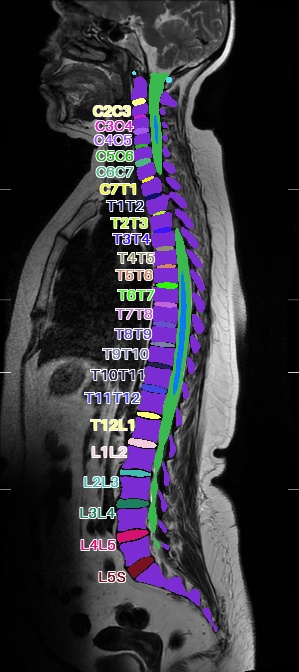 C2C3
C3C4
C4C5
C5C6
C6C7
C7T1
T1T2
T2T3
T3T4
T4T5
T5T6
T6T7
T7T8
T8T9
T9T10
T10T11
T11T12
T12L1
L1L2
L2L3
L3L4
L4L5
L5S